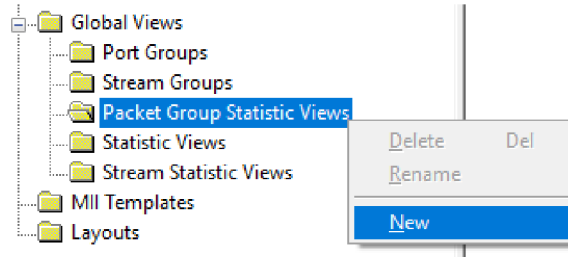 Global Views
Port Groups
Stream Groups
Packet Group Statistic Views
Statistic Views
Stream Statistic Views
MII Templates
Layouts
Delete Del
Rename
New